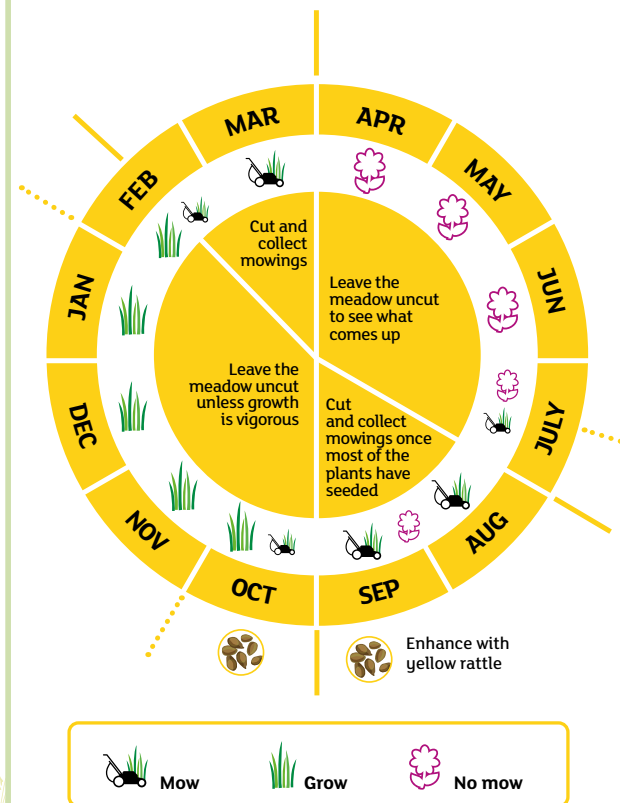 JAN
FEB
MAR
APR
MAY
JUN
JULY
AUG
SEP
OCT
NOV
DEC
Cut and
collect
mowings
Leave the
meadow uncut
to see what
comes up
Leave the
meadow uncut
unless growth
is vigorous
Cut
and collect
mowings once
most of the
plants have
seeded
Enhance with
yellow rattle
Mow
Grow
No mow